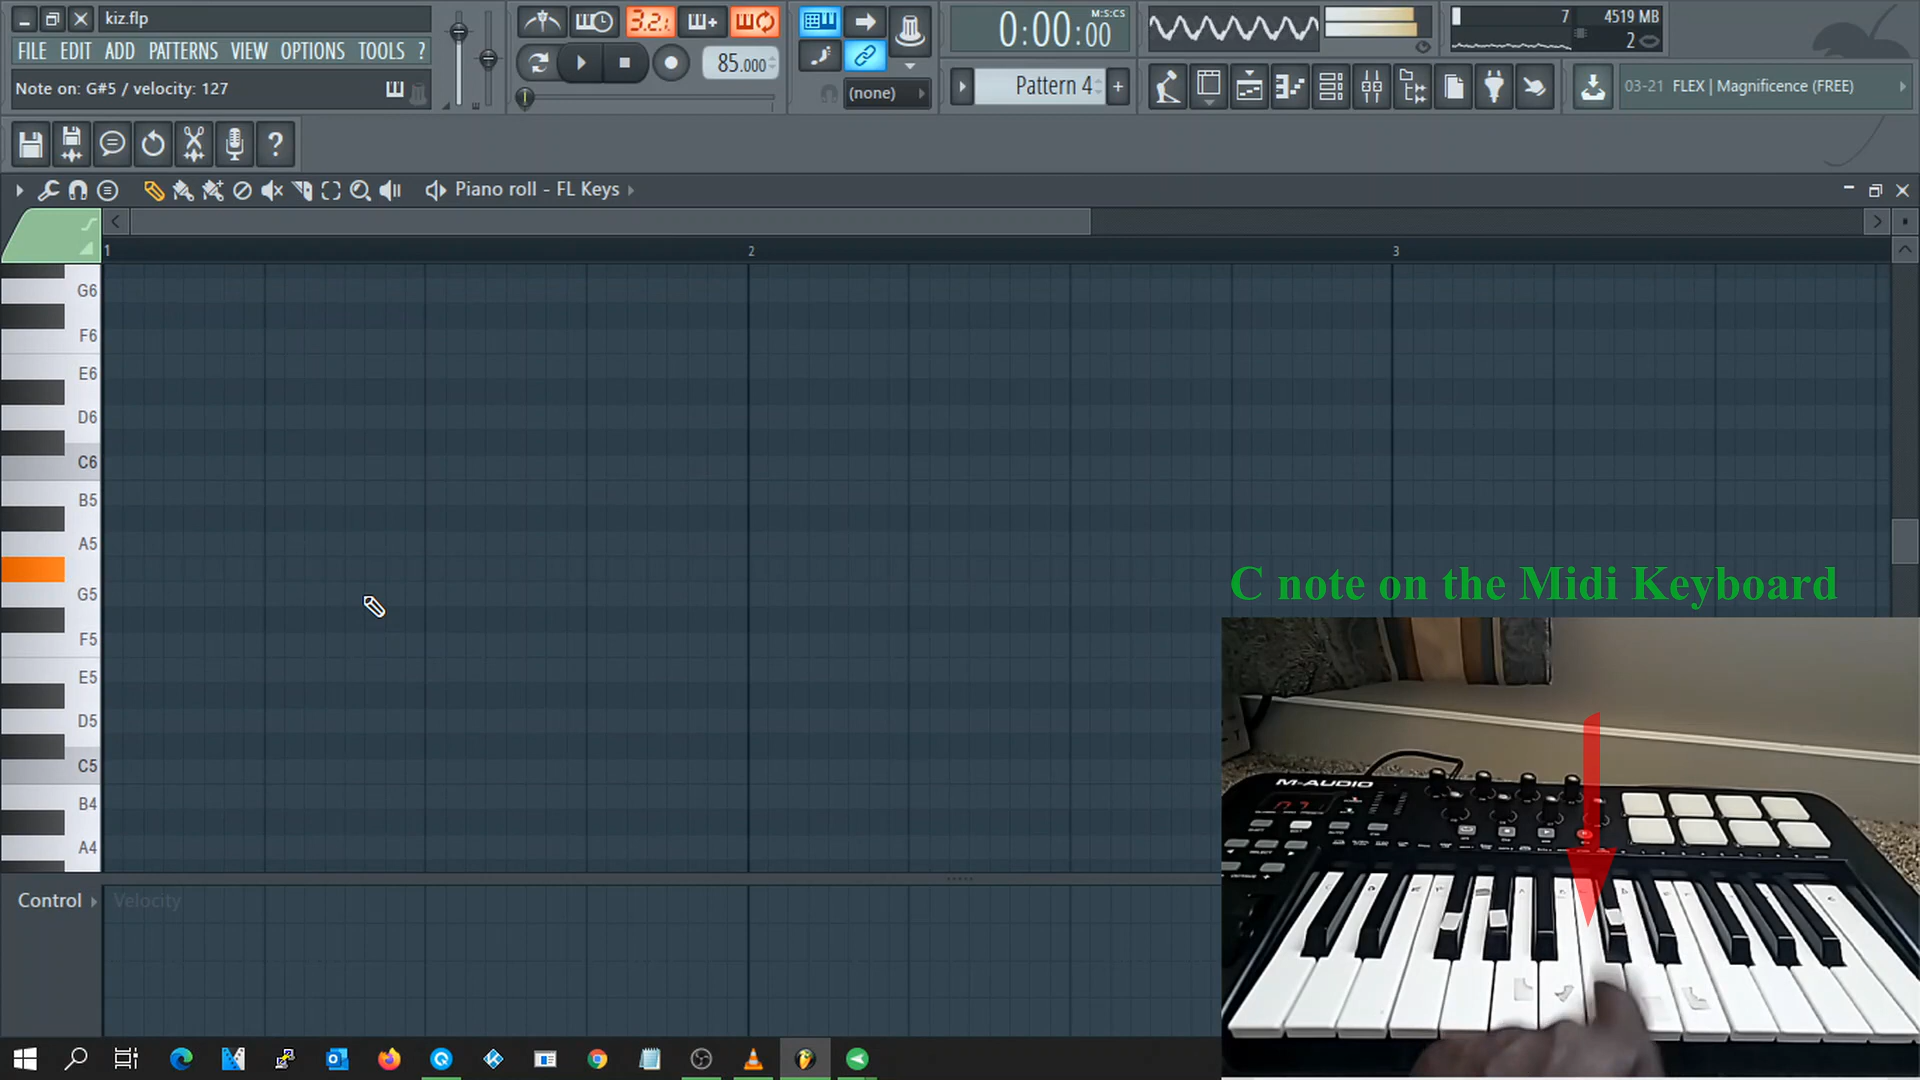 kiz.flp
FILE EDIT ADD PATTERNS VIEW OPTIONS TOOLS ?
Note on: G#5 / velocity: 127
3.2.1
85.000
(none)
0:00:00
M:S:CS
Pattern 4
+
7
4519 MB
2
03-21 FLEX | Magnificence (FREE)
?
Piano roll - FL Keys
1
2
3
G6
F6
E6
D6
C6
B5
A5
G5
F5
E5
D5
C5
B4
A4
C note on the Midi Keyboard
M-AUDIO
Control
Velocity